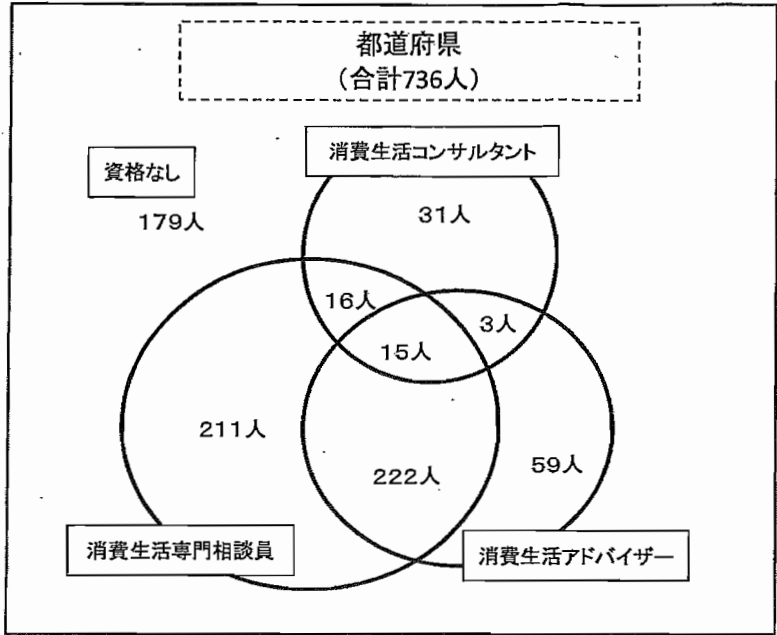 都道府県
（合計736人）
消費生活コンサルタント
資格なし
179人
31人
16人
3人
15人
211人
222人
59人
消費生活専門相談員
消費生活アドバイザー